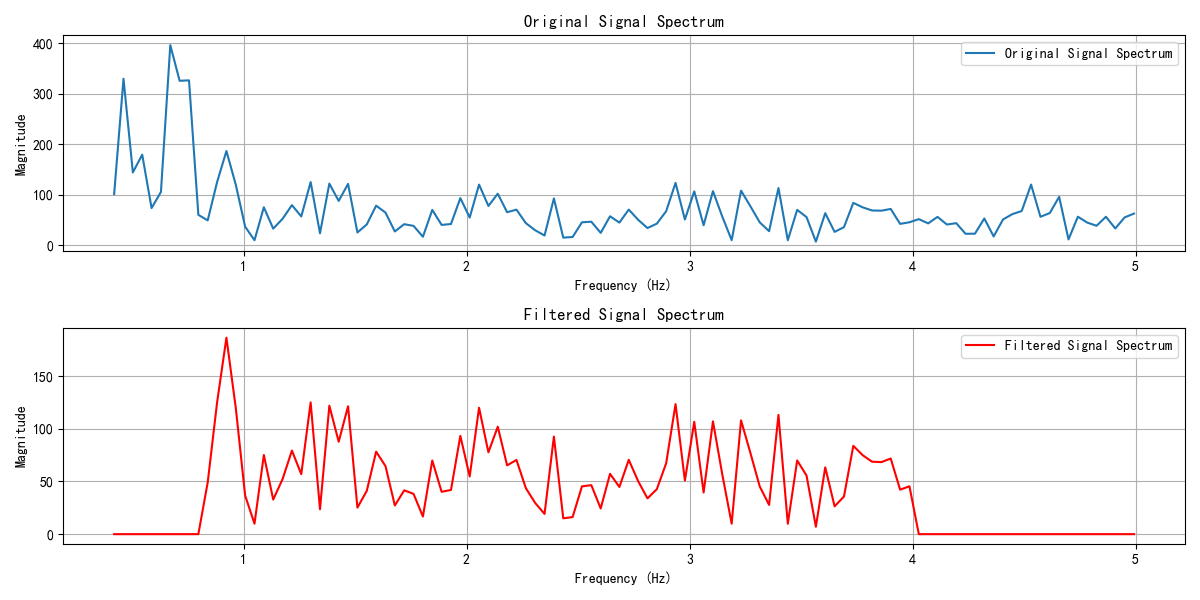 Original Signal Spectrum
400
300
200
100
0
Magnitude
Original Signal Spectrum
1
2
3
4
5
Frequency (Hz)
Filtered Signal Spectrum
150
100
50
0
Magnitude
Filtered Signal Spectrum
1
2
3
4
5
Frequency (Hz)